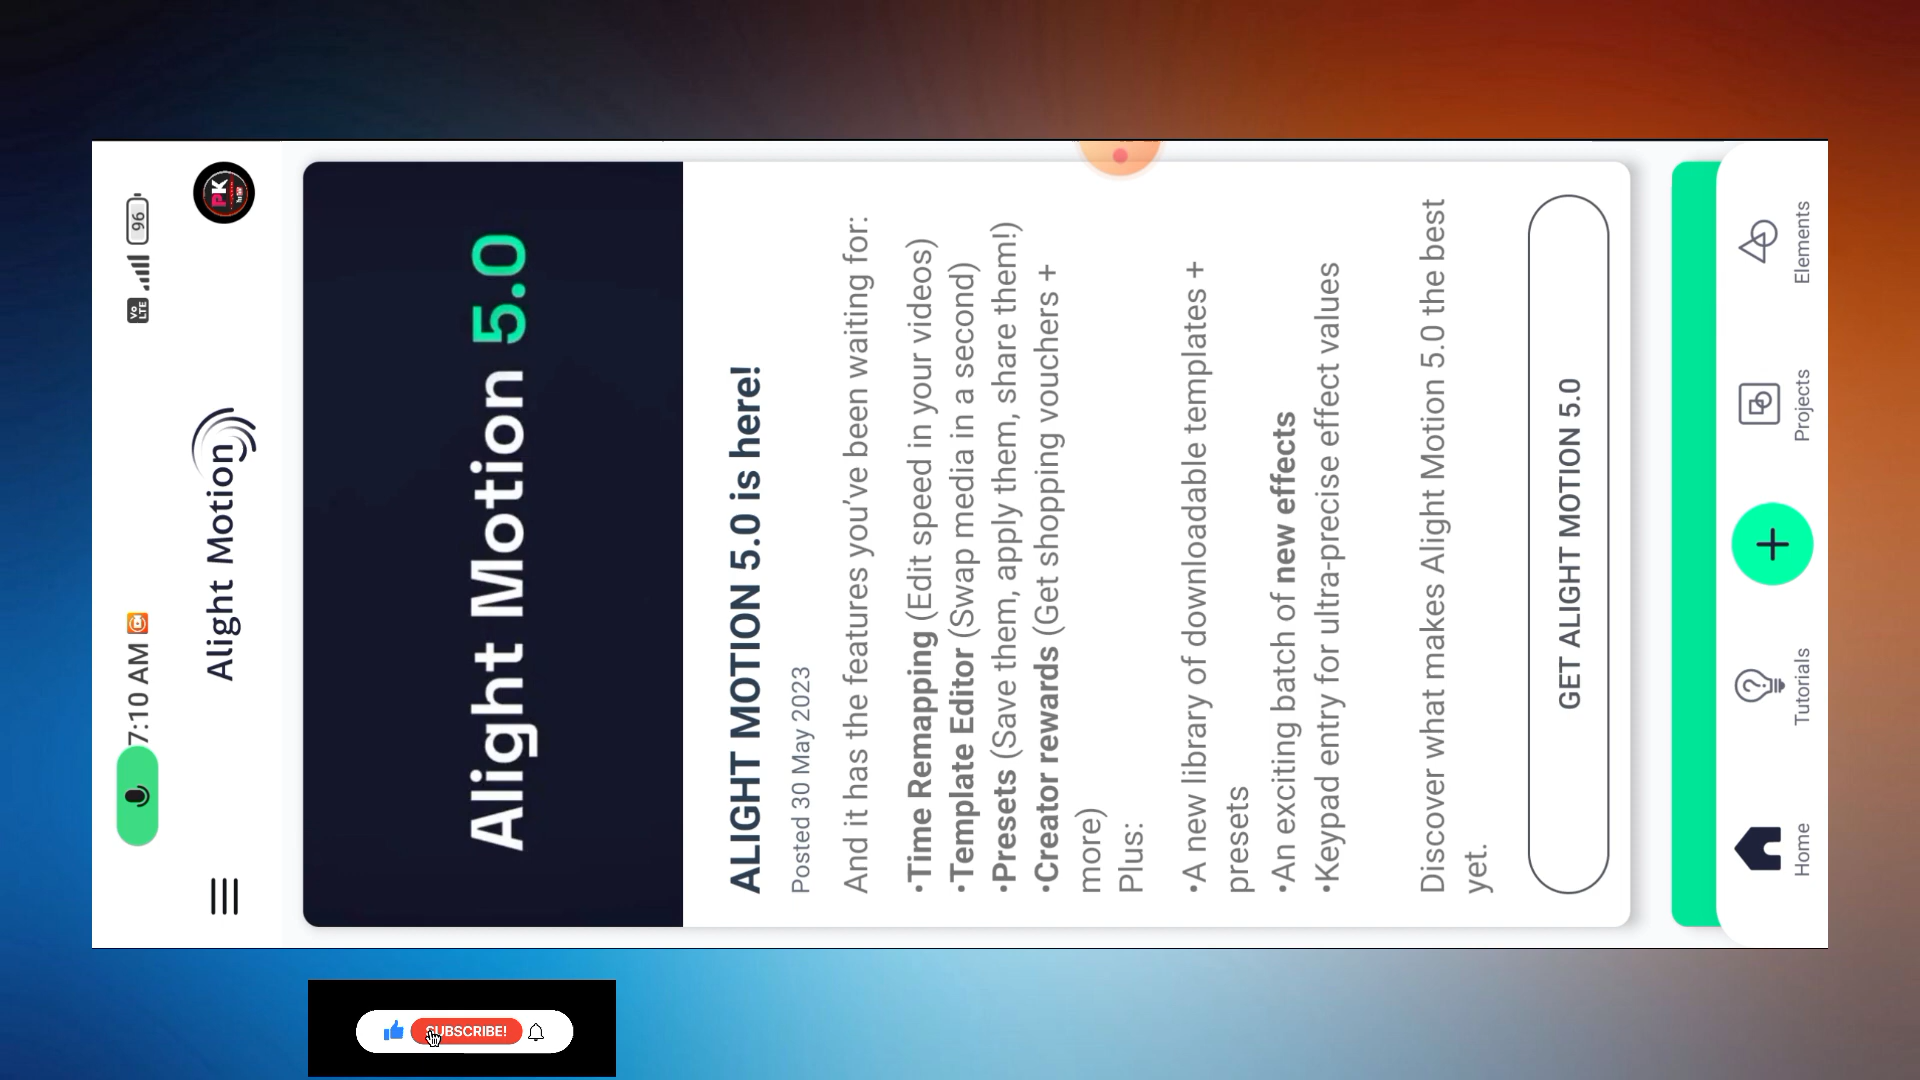 7:10 AM
Vo LTE
96
Alight Motion
PK
Alight Motion 5.0
ALIGHT MOTION 5.0 is here!
Posted 30 May 2023
And it has the features you've been waiting for:
•Time Remapping (Edit speed in your videos)
•Template Editor (Swap media in a second)
•Presets (Save them, apply them, share them!)
•Creator rewards (Get shopping vouchers +
more)
Plus:
•A new library of downloadable templates +
presets
•An exciting batch of new effects
•Keypad entry for ultra-precise effect values
Discover what makes Alight Motion 5.0 the best
yet.
GET ALIGHT MOTION 5.0
Home
Tutorials
Projects
Elements
SUBSCRIBE!